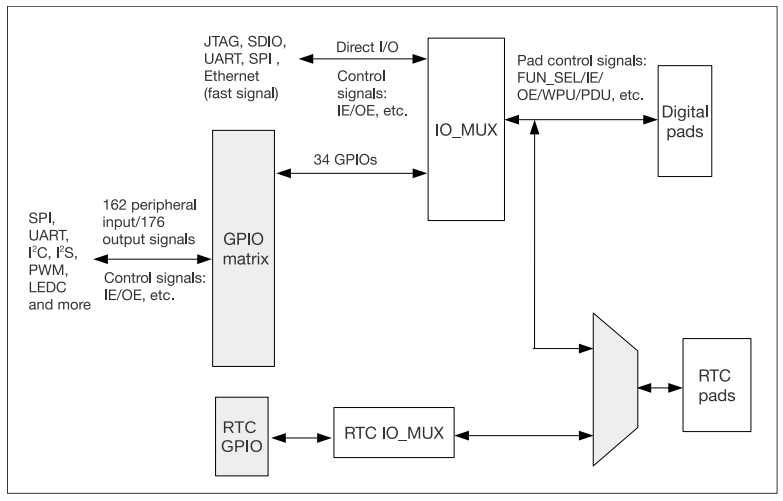 JTAG, SDIO,
UART, SPI ,
Ethernet
(fast signal)
Direct I/O
Control
signals:
IE/OE, etc.
IO_MUX
Pad control signals:
FUN_SEL/IE/
OE/WPU/PDU, etc.
Digital
pads
34 GPIOs
SPI,
UART,
I²C, I²S,
PWM,
LEDC
and more
162 peripheral
input/176
output signals
Control signals:
IE/OE, etc.
GPIO
matrix
RTC
GPIO
RTC IO_MUX
RTC
pads